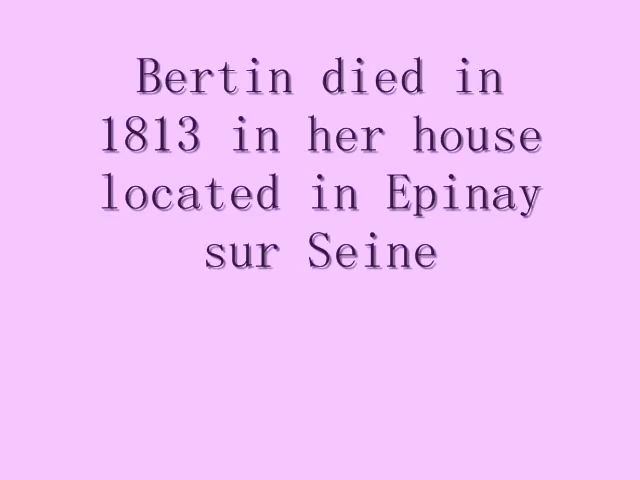 Bertin died in
1813 in her house
located in Epinay
sur Seine